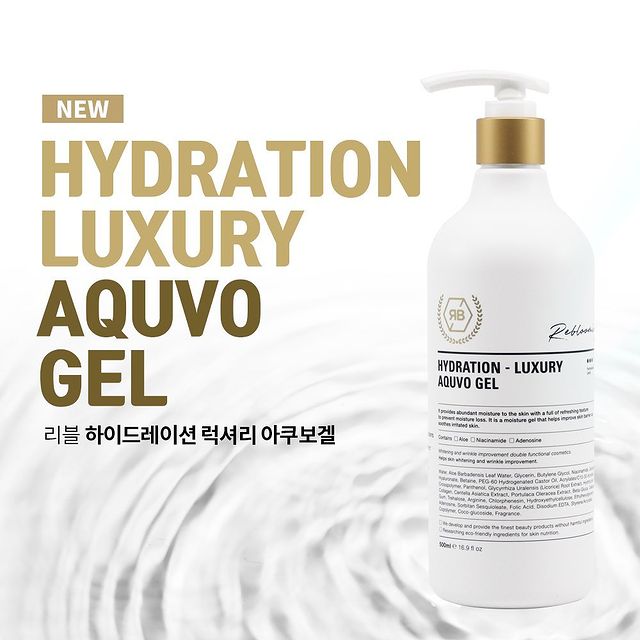 NEW
HYDRATION
LUXURY
AQUVO
GEL
리블 하이드레이션 럭셔리 아쿠보겔
RB
HYDRATION - LUXURY
AQUVO GEL
It provides abundant moisture to the skin with a full of refreshing texture
to prevent moisture loss. It is a moisture gel that helps improve skin barrier
soothes irritated skin.
Contains Aloe Niacinamide Adenosine
Whitening and wrinkle improvement double functional cosmetics
Helps skin whitening and wrinkle improvement.
Water, Aloe Barbadensis Leaf Water, Glycerin, Butylene Glycol, Niacinamide,
Hyaluronate, Betaine, PEG-60 Hydrogenated Castor Oil,
Crosspolymer, Panthenol, Glycyrrhiza Uralensis (Licorice) Root Extract,
Collagen, Centella Asiatica Extract, Portulaca Oleracea Extract, Beta-Glucan,
Gum, Trehalose, Arginine, Chlorphenesin, Hydroxyethylcellulose,
Adenosine, Sorbitan Sesquioleate, Folic Acid, Disodium EDTA,
Copolymer, Coco-glucoside, Fragrance.
We develop and provide the finest beauty products without harmful
Researching eco-friendly ingredients for skin nutrition.
500ml e 16.9 fl oz